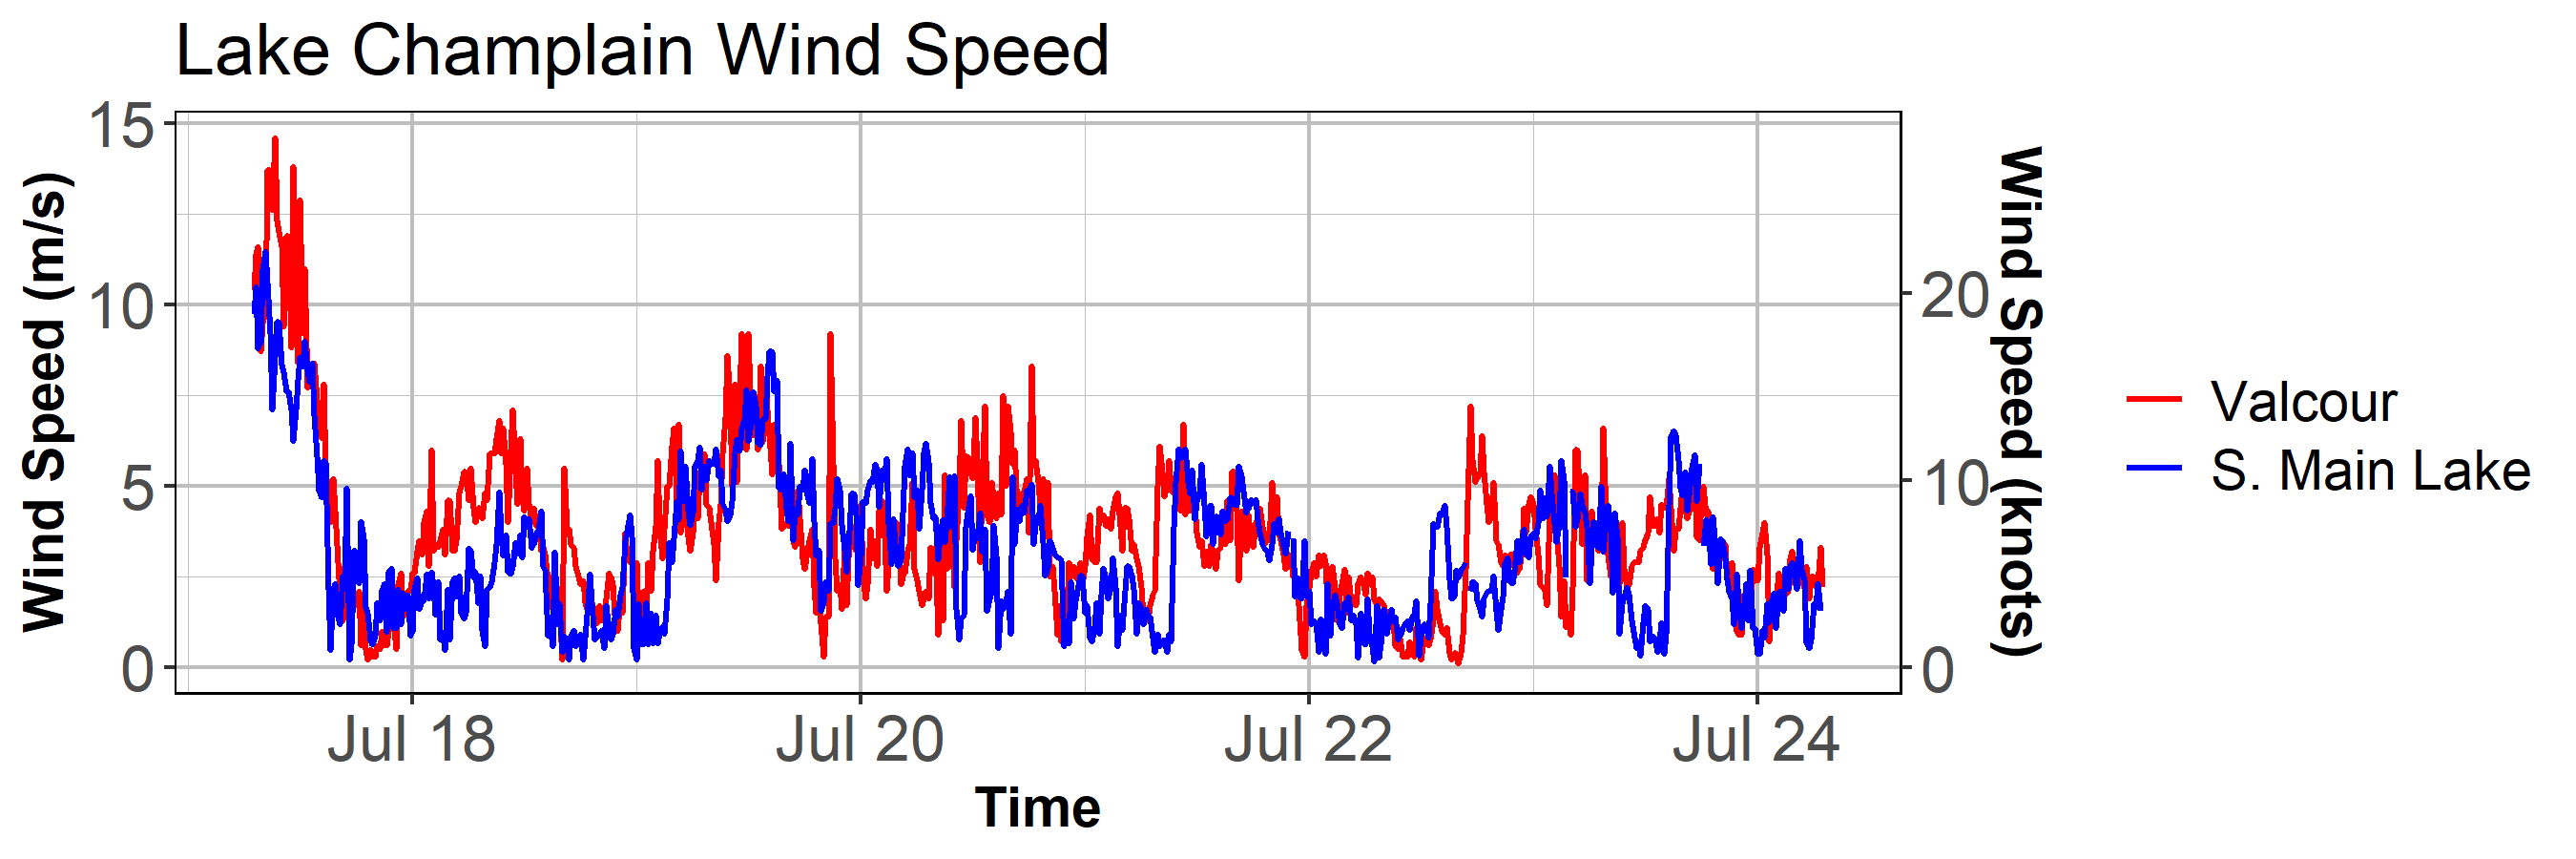 Lake Champlain Wind Speed
Wind Speed (m/s)
15
10
5
0
Wind Speed (knots)
20
10
0
Jul 18
Jul 20
Jul 22
Jul 24
Time
Valcour
S. Main Lake